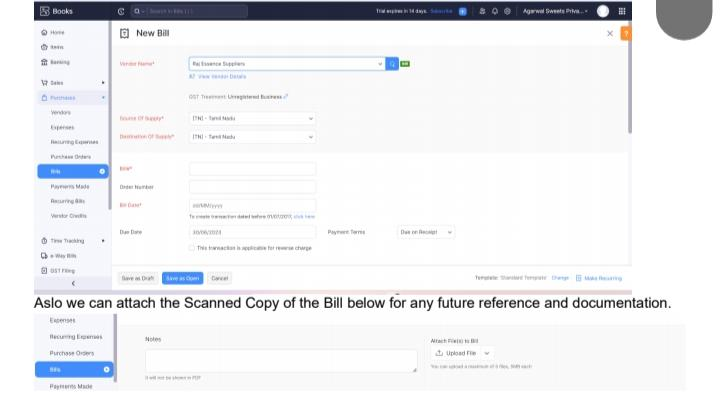 Books
Search in Bills ( / )
Trial expires in 14 days. Subscribe
Agarwal Sweets Priva...
Home
Items
Banking
Sales
Purchases
Vendors
Expenses
Recurring Expenses
Purchase Orders
Bills
Payments Made
Recurring Bills
Vendor Credits
Time Tracking
e-Way Bills
GST Filing
New Bill
Vendor Name*
Raj Essence Suppliers
View Vendor Details
GST Treatment: Unregistered Business
Source Of Supply*
[TN] - Tamil Nadu
Destination Of Supply*
[TN] - Tamil Nadu
Bill#*
Order Number
Bill Date*
dd/MM/yyyy
To create transaction dated before 01/07/2017, click here
Due Date
30/06/2023
Payment Terms
Due on Receipt
This transaction is applicable for reverse charge
Save as Draft
Save as Open
Cancel
Template: 'Standard Template' Change
Make Recurring
Aslo we can attach the Scanned Copy of the Bill below for any future reference and documentation.
Expenses
Recurring Expenses
Purchase Orders
Bills
Payments Made
Notes
It will not be shown in PDF
Attach File(s) to Bill
Upload File
You can upload a maximum of 5 files, 5MB each